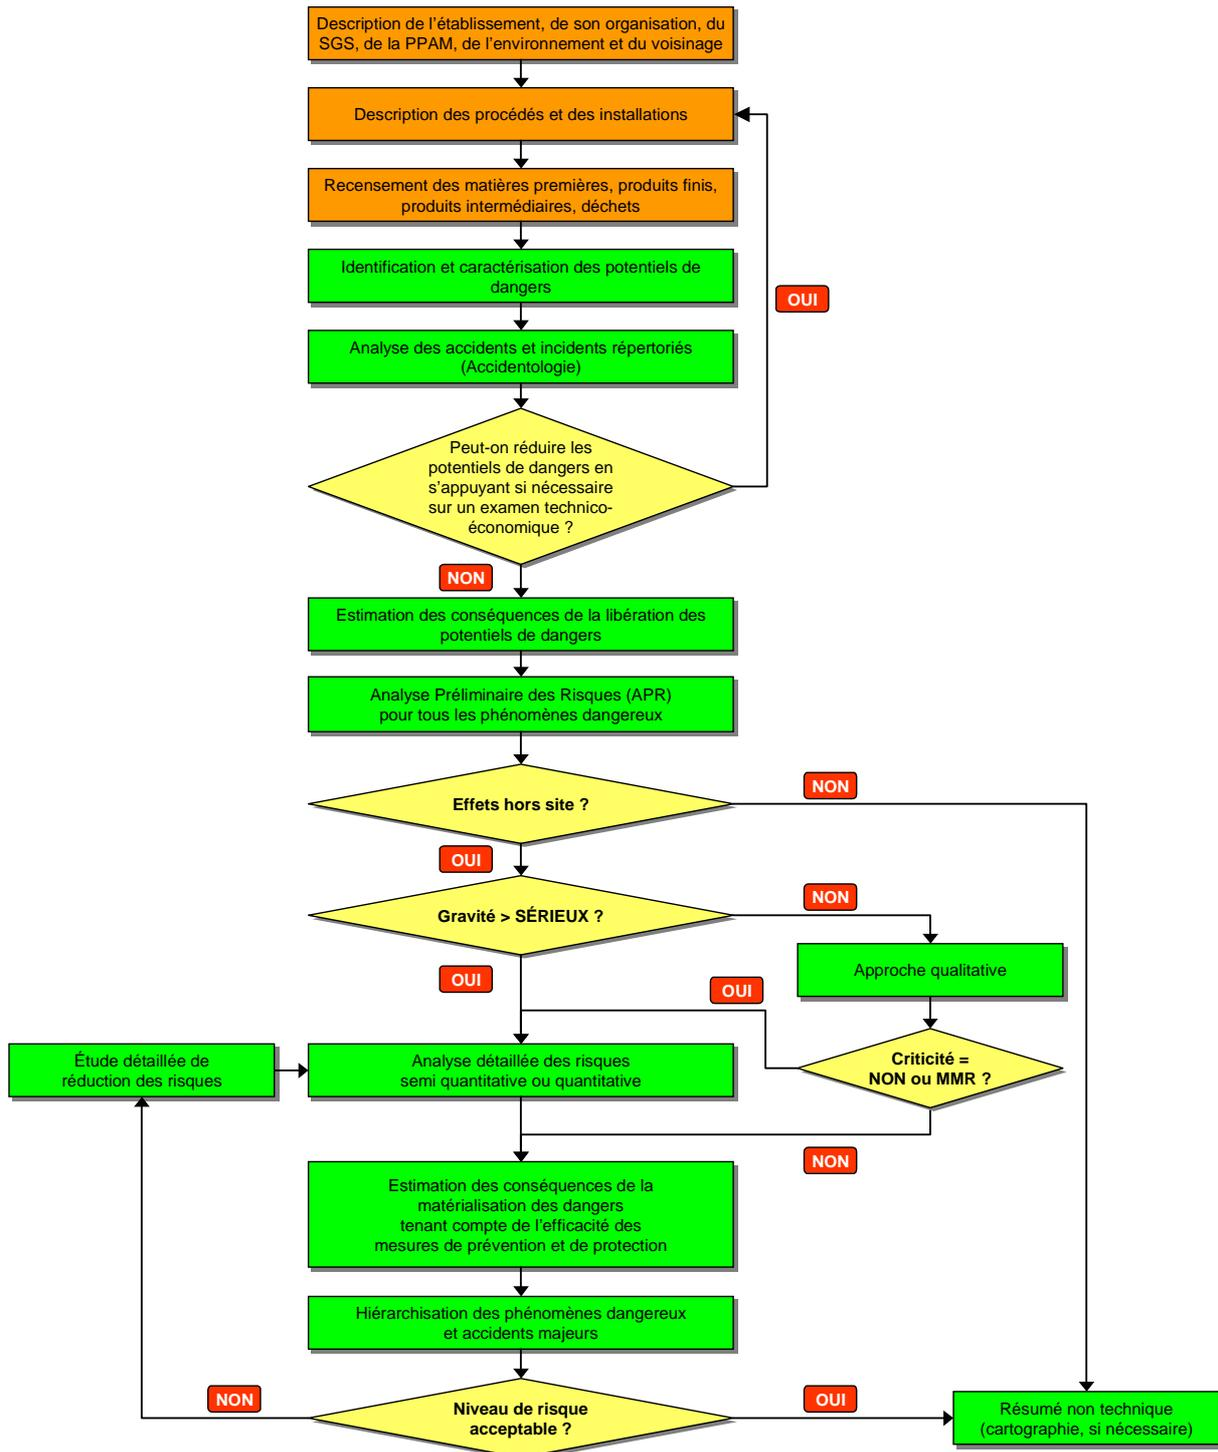 Description de l'établissement, de son organisation, du
SGS, de la PPAM, de l'environnement et du voisinage
Description des procédés et des installations
Recensement des matières premières, produits finis,
produits intermédiaires, déchets
Identification et caractérisation des potentiels de
dangers
OUI
Analyse des accidents et incidents répertoriés
(Accidentologie)
Peut-on réduire les
potentiels de dangers en
s'appuyant si nécessaire
sur un examen technico-
économique ?
NON
Estimation des conséquences de la libération des
potentiels de dangers
Analyse Préliminaire des Risques (APR)
pour tous les phénomènes dangereux
Effets hors site ?
NON
OUI
Gravité > SÉRIEUX ?
NON
Approche qualitative
OUI
OUI
Criticité =
NON ou MMR ?
Étude détaillée de
réduction des risques
Analyse détaillée des risques
semi quantitative ou quantitative
NON
Estimation des conséquences de la
matérialisation des dangers
tenant compte de l'efficacité des
mesures de prévention et de protection
Hiérarchisation des phénomènes dangereux
et accidents majeurs
NON
Niveau de risque
acceptable ?
OUI
Résumé non technique
(cartographie, si nécessaire)